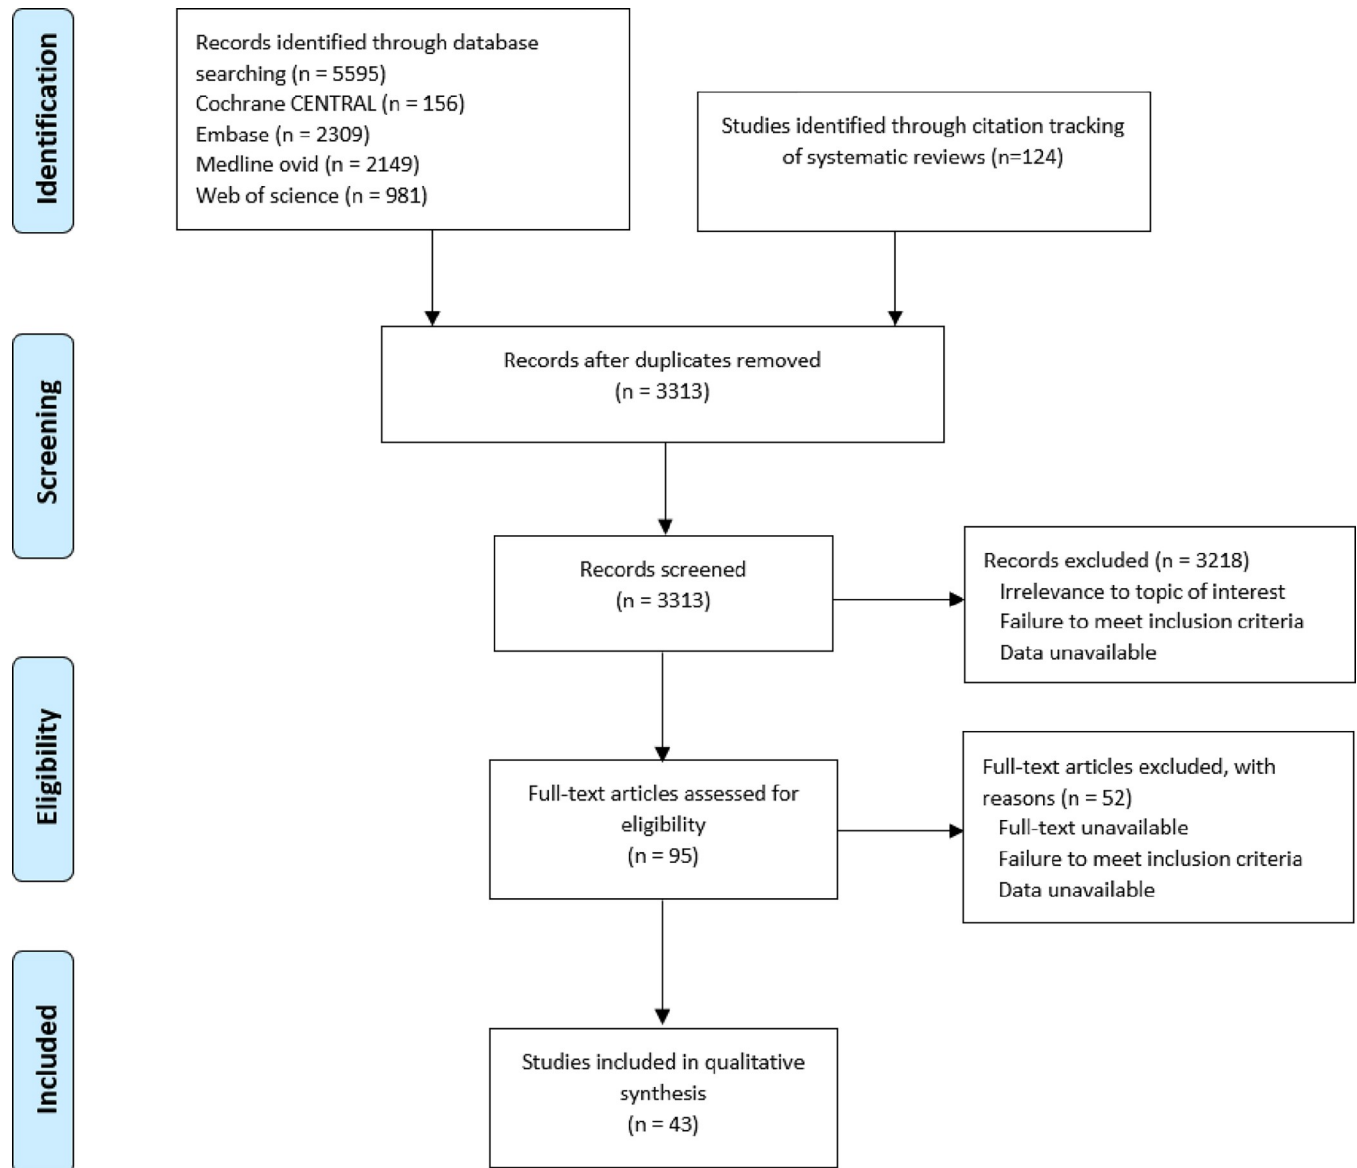 Identification
Records identified through database
searching (n = 5595)
Cochrane CENTRAL (n = 156)
Embase (n = 2309)
Medline ovid (n = 2149)
Web of science (n = 981)
Studies identified through citation tracking
of systematic reviews (n=124)
Screening
Records after duplicates removed
(n = 3313)
Records screened
(n = 3313)
Records excluded (n = 3218)
Irrelevance to topic of interest
Failure to meet inclusion criteria
Data unavailable
Eligibility
Full-text articles assessed for
eligibility
(n = 95)
Full-text articles excluded, with
reasons (n = 52)
Full-text unavailable
Failure to meet inclusion criteria
Data unavailable
Included
Studies included in qualitative
synthesis
(n = 43)